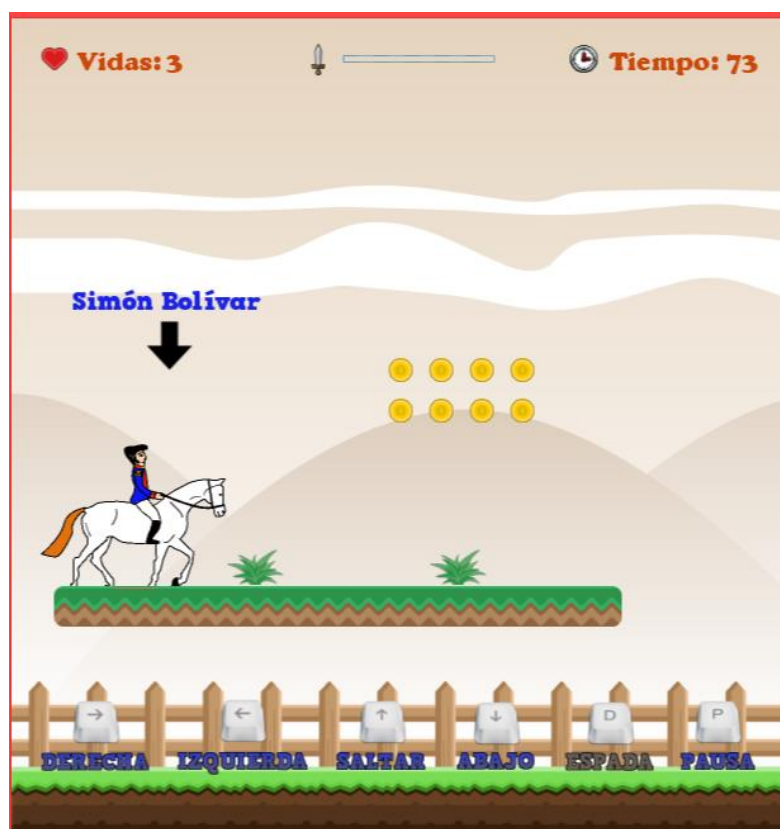 Vidas: 3
Tiempo: 73
Simón Bolívar
→ ← ↑ ↓ D P
DERECHA IZQUIERDA SALTAR ABAJO ESPADA PAUSA